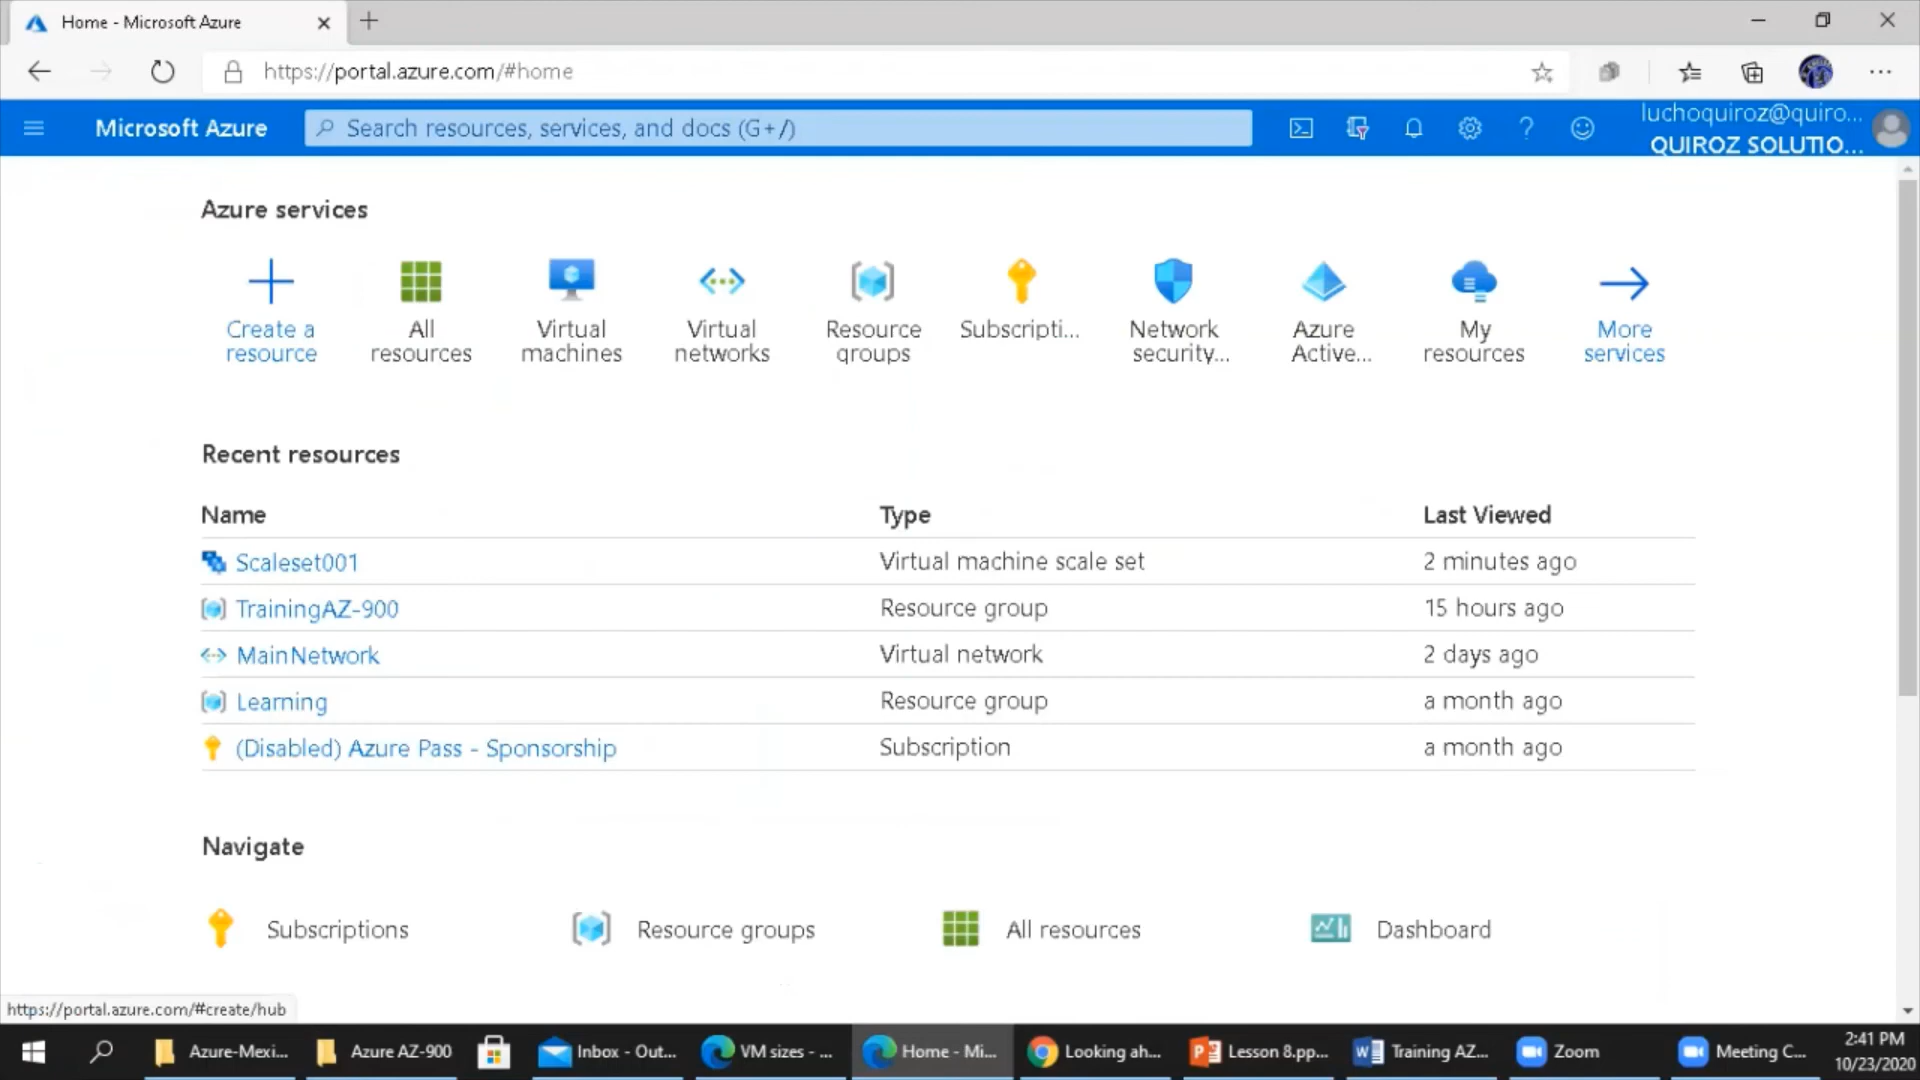 Home - Microsoft Azure
https://portal.azure.com/#home
Microsoft Azure
Search resources, services, and docs (G+/)
luchoquiroz@quiro...
QUIROZ SOLUTIO...
Azure services
Create a resource
All resources
Virtual machines
Virtual networks
Resource groups
Subscripti...
Network security...
Azure Active...
My resources
More services
Recent resources
Name Type Last Viewed
Scaleset001 Virtual machine scale set 2 minutes ago
TrainingAZ-900 Resource group 15 hours ago
MainNetwork Virtual network 2 days ago
Learning Resource group a month ago
(Disabled) Azure Pass - Sponsorship Subscription a month ago
Navigate
Subscriptions Resource groups All resources Dashboard
https://portal.azure.com/#create/hub
Azure-Mexi... Azure AZ-900 Inbox - Out... VM sizes - ... Home - Mi... Looking ah... Lesson 8.pp... Training AZ... Zoom Meeting C... 2:41 PM
10/23/2020